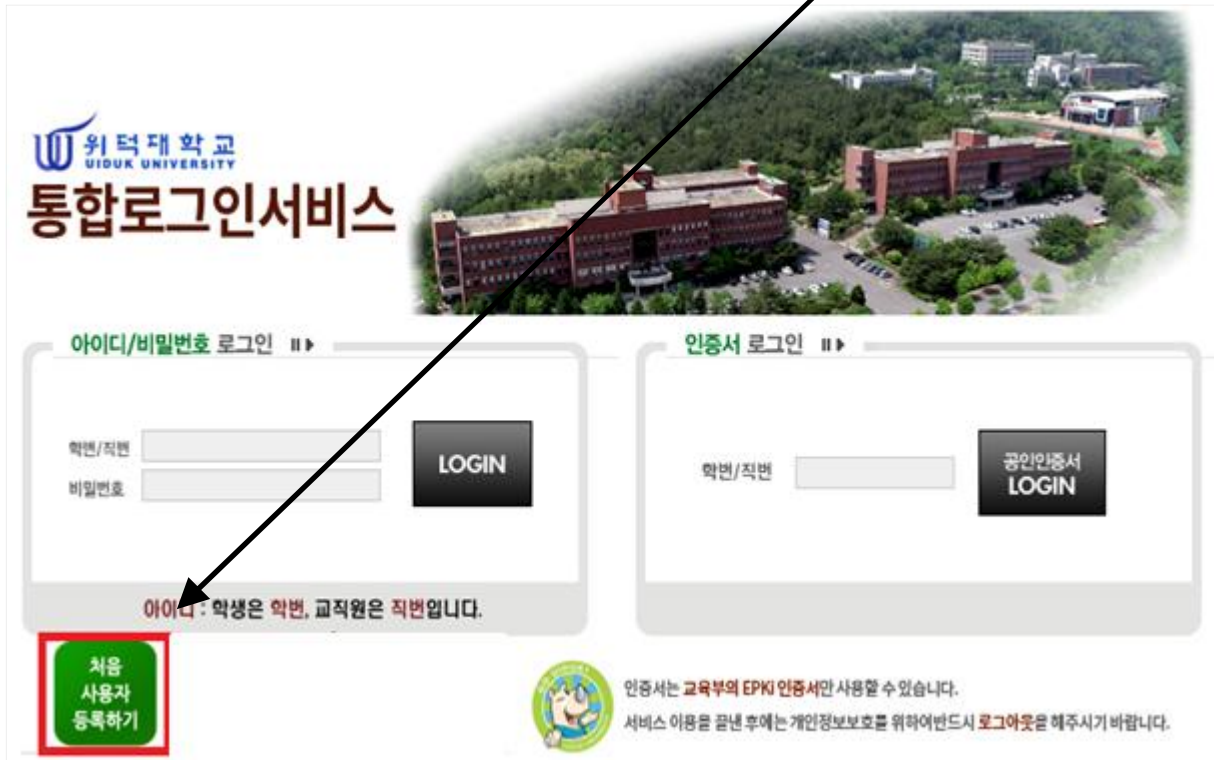 위덕대학교
UIDUK UNIVERSITY
통합로그인서비스
아이디/비밀번호 로그인
학번/직번
비밀번호
LOGIN
아이디 : 학생은 학번, 교직원은 직번입니다.
인증서 로그인
학번/직번
공인인증서
LOGIN
처음
사용자
등록하기
인증서는 교육부의 EPKi 인증서만 사용할 수 있습니다.
서비스 이용을 끝낸 후에는 개인정보보호를 위하여반드시 로그아웃을 해주시기 바랍니다.